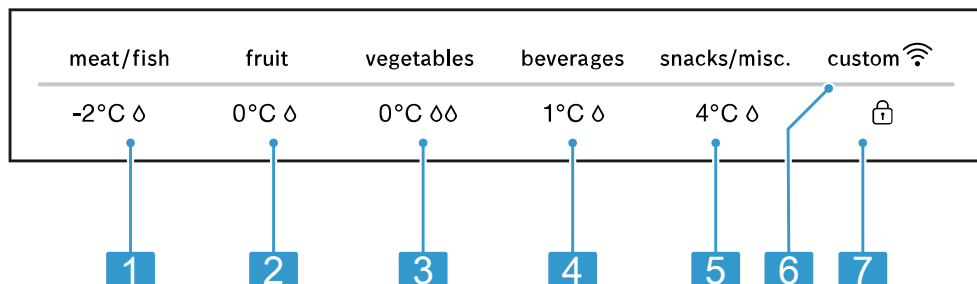 meat/fish fruit vegetables beverages snacks/misc. custom
-2°C 0°C 0°C 1°C 4°C
1 2 3 4 5 6 7